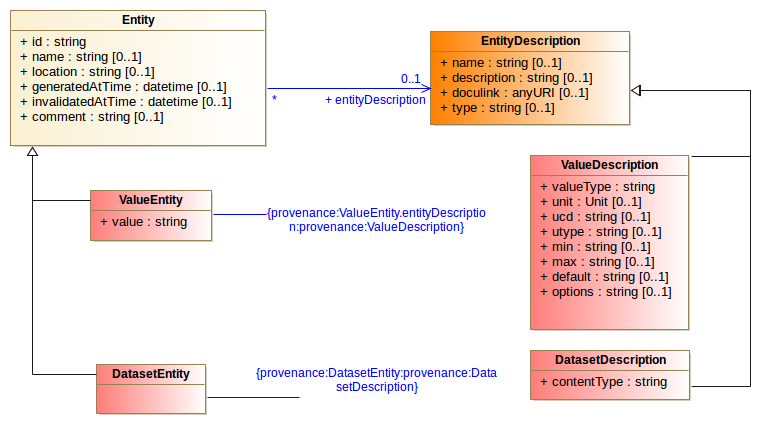 Entity
+ id : string
+ name : string [0..1]
+ location : string [0..1]
+ generatedAtTime : datetime [0..1]
+ invalidatedAtTime : datetime [0..1]
+ comment : string [0..1]
0..1
*
+ entityDescription
EntityDescription
+ name : string [0..1]
+ description : string [0..1]
+ doculink : anyURI [0..1]
+ type : string [0..1]
ValueEntity
+ value : string
{provenance:ValueEntity.entityDescriptio
n:provenance:ValueDescription}
ValueDescription
+ valueType : string
+ unit : Unit [0..1]
+ ucd : string [0..1]
+ utype : string [0..1]
+ min : string [0..1]
+ max : string [0..1]
+ default : string [0..1]
+ options : string [0..1]
DatasetEntity
{provenance:DatasetEntity:provenance:Data
setDescription}
DatasetDescription
+ contentType : string